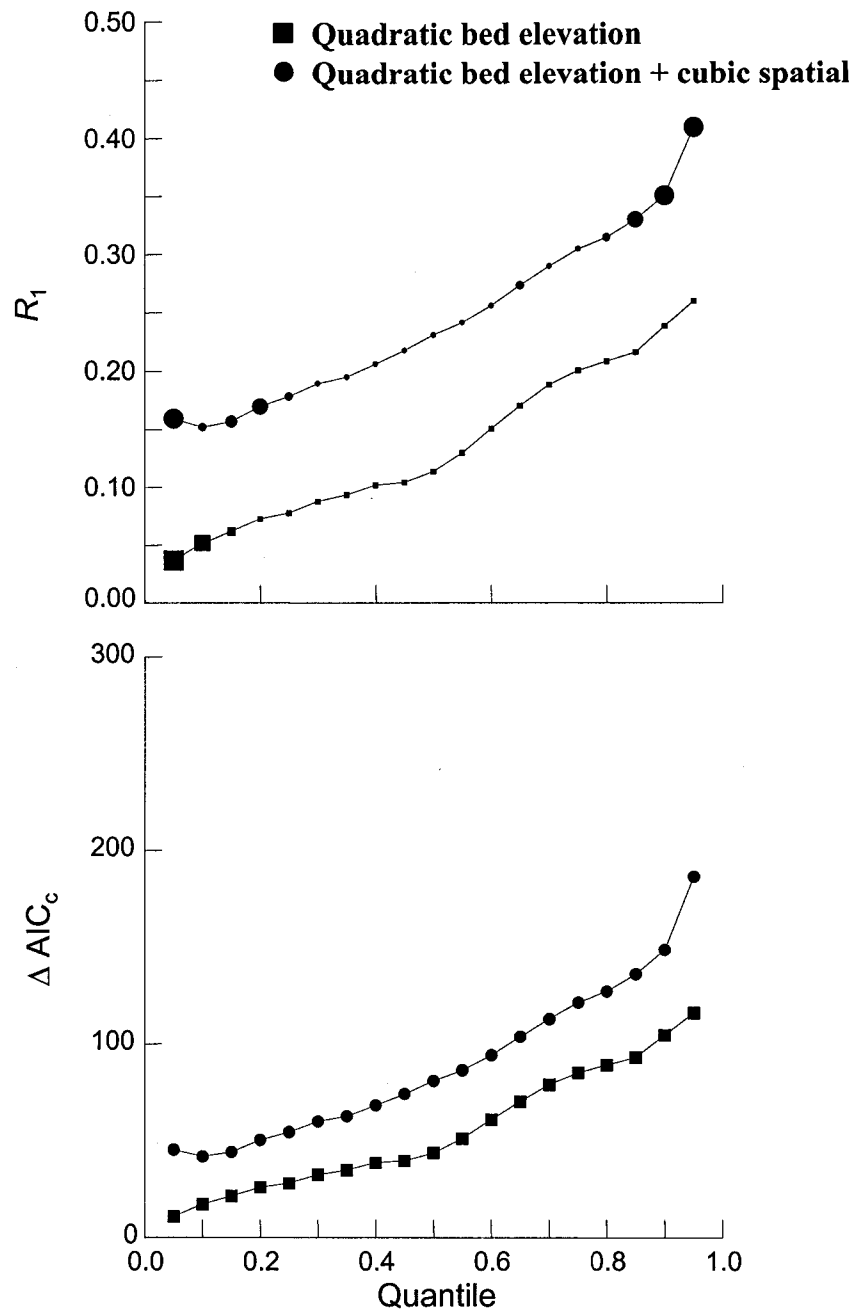 ■ Quadratic bed elevation
● Quadratic bed elevation + cubic spatial
0.50
0.40
0.30
0.20
0.10
0.00
R₁
300
200
100
0
Δ AICc
0.0 0.2 0.4 0.6 0.8 1.0
Quantile